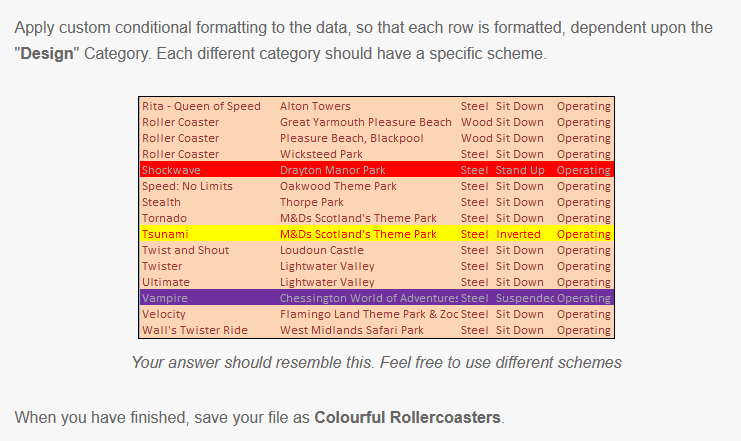 Apply custom conditional formatting to the data, so that each row is formatted, dependent upon the
"Design" Category. Each different category should have a specific scheme.
Rita - Queen of Speed Alton Towers Steel Sit Down Operating
Roller Coaster Great Yarmouth Pleasure Beach Wood Sit Down Operating
Roller Coaster Pleasure Beach, Blackpool Wood Sit Down Operating
Roller Coaster Wicksteed Park Steel Sit Down Operating
Shockwave Drayton Manor Park Steel Stand Up Operating
Speed: No Limits Oakwood Theme Park Steel Sit Down Operating
Stealth Thorpe Park Steel Sit Down Operating
Tornado M&Ds Scotland's Theme Park Steel Sit Down Operating
Tsunami M&Ds Scotland's Theme Park Steel Inverted Operating
Twist and Shout Loudoun Castle Steel Sit Down Operating
Twister Lightwater Valley Steel Sit Down Operating
Ultimate Lightwater Valley Steel Sit Down Operating
Vampire Chessington World of Adventures Steel Suspended Operating
Velocity Flamingo Land Theme Park & Zoo Steel Sit Down Operating
Wall's Twister Ride West Midlands Safari Park Steel Sit Down Operating
Your answer should resemble this. Feel free to use different schemes
When you have finished, save your file as Colourful Rollercoasters.